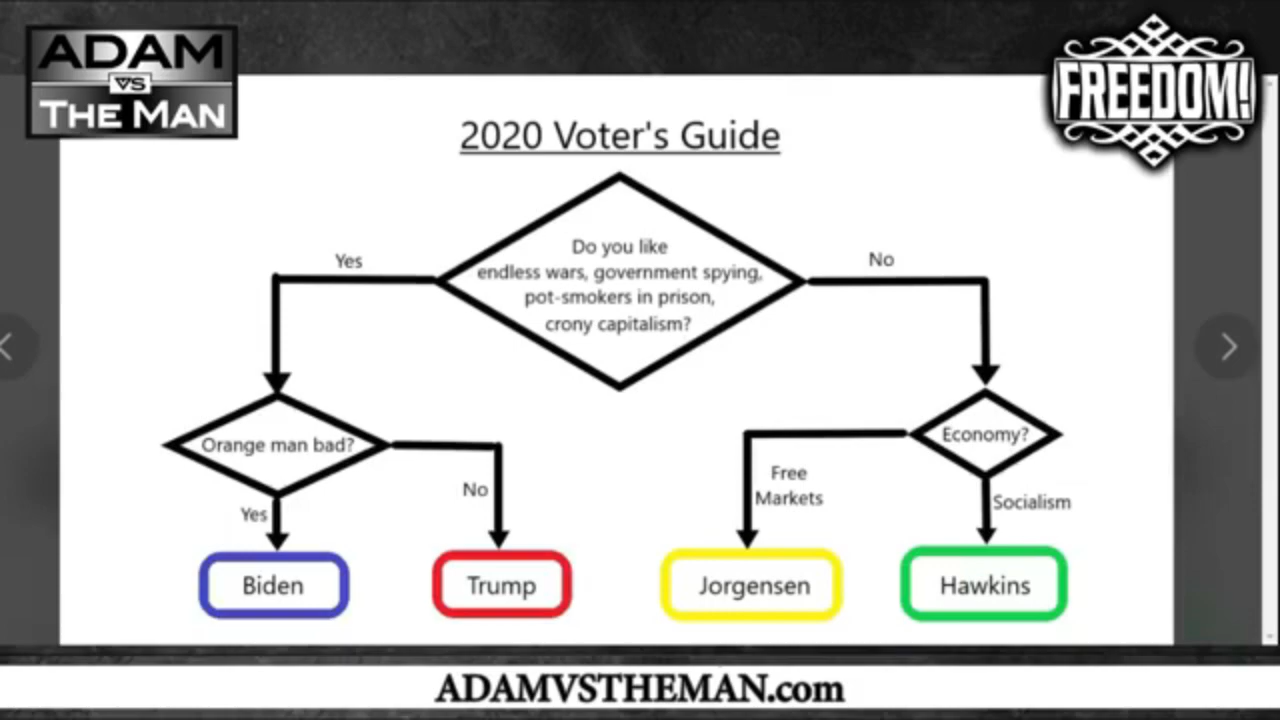 ADAM
VS
THE MAN
FREEDOM!
2020 Voter's Guide
Do you like
endless wars, government spying,
pot-smokers in prison,
crony capitalism?
Yes
No
Orange man bad?
Economy?
No
Yes
Free
Markets
Socialism
Biden
Trump
Jorgensen
Hawkins
ADAMVSTHEMAN.com